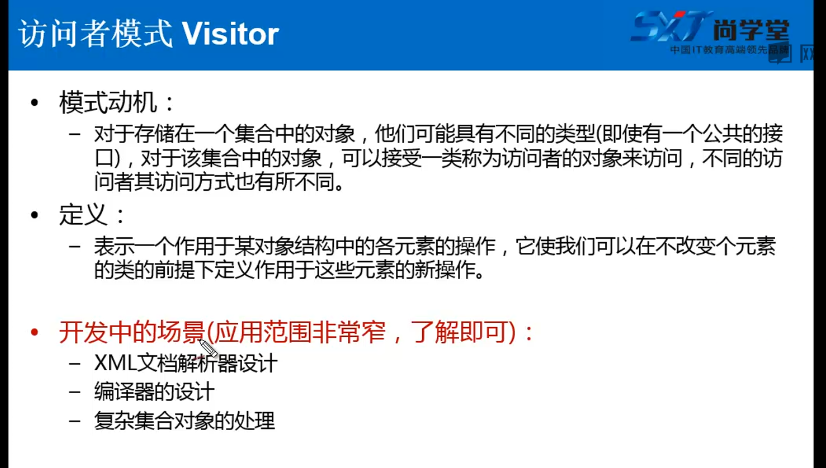 访问者模式 Visitor
SXT 尚学堂
中国IT教育高端领先品牌
• 模式动机：
– 对于存储在一个集合中的对象，他们可能具有不同的类型(即使有一个公共的接
口)，对于该集合中的对象，可以接受一类称为访问者的对象来访问，不同的访
问者其访问方式也有所不同。
• 定义：
– 表示一个作用于某对象结构中的各元素的操作，它使我们可以在不改变个元素
的类的前提下定义作用于这些元素的新操作。
• 开发中的场景(应用范围非常窄，了解即可)：
– XML文档解析器设计
– 编译器的设计
– 复杂集合对象的处理